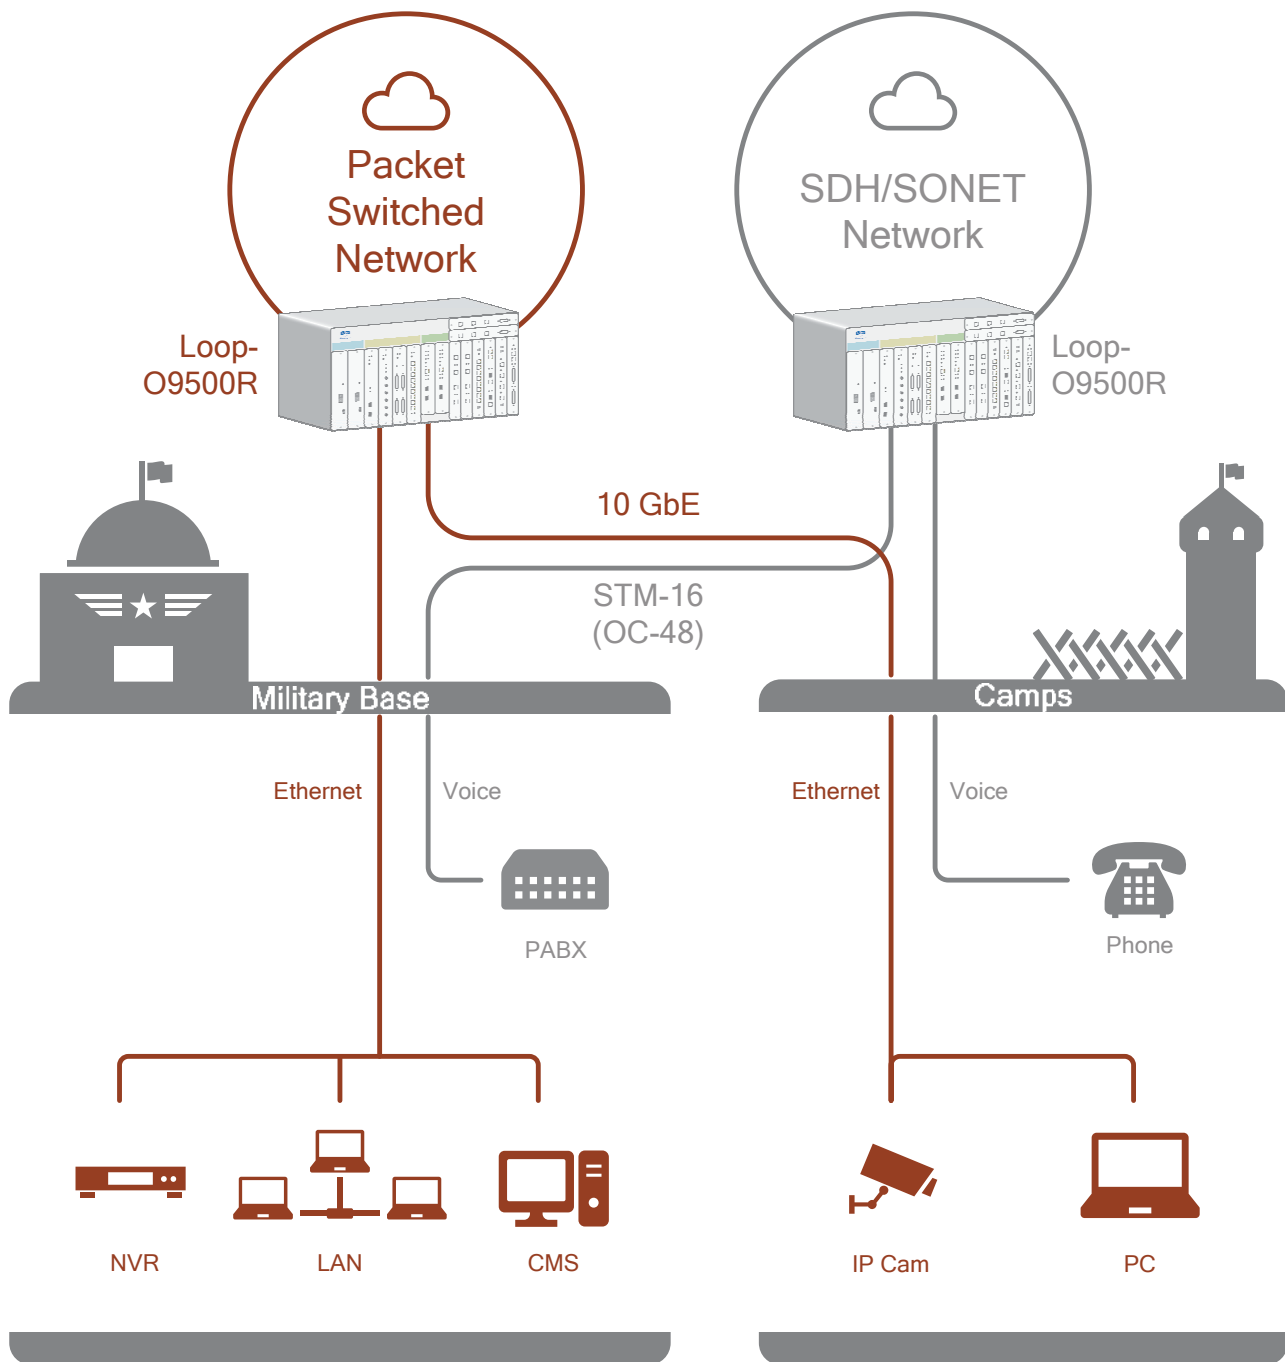 Packet
Switched
Network
SDH/SONET
Network
Loop-
O9500R
Loop-
O9500R
10 GbE
STM-16
(OC-48)
Military Base
Camps
Ethernet
Voice
Ethernet
Voice
PABX
Phone
NVR
LAN
CMS
IP Cam
PC